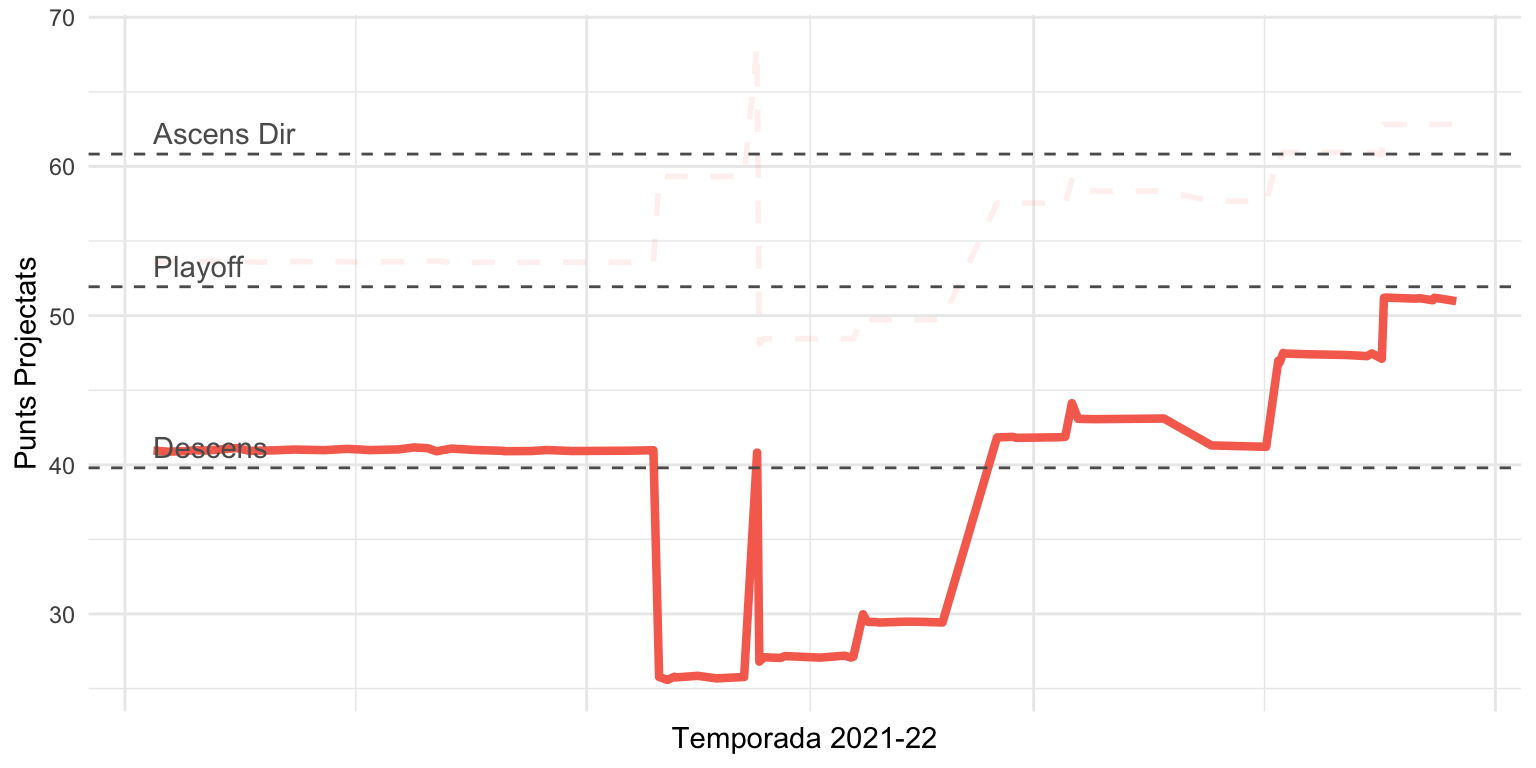 70
Ascens Dir
60
Playoff
50
Descens
40
30
Punts Projectats
Temporada 2021-22